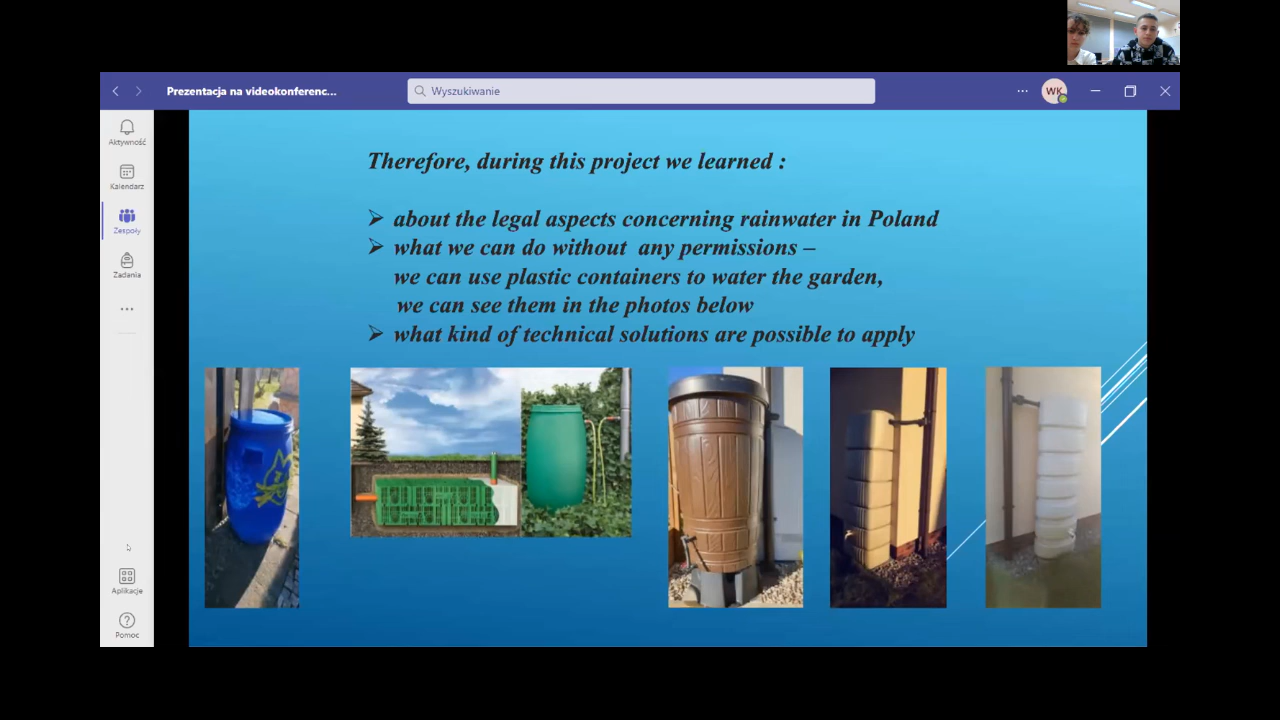 Prezentacja na videokonferenc...
Wyszukiwanie
WK
Aktywność
Kalendarz
Zespoły
Zadania
Aplikacje
Pomoc
Therefore, during this project we learned :
➢ about the legal aspects concerning rainwater in Poland
➢ what we can do without any permissions –
we can use plastic containers to water the garden,
we can see them in the photos below
➢ what kind of technical solutions are possible to apply